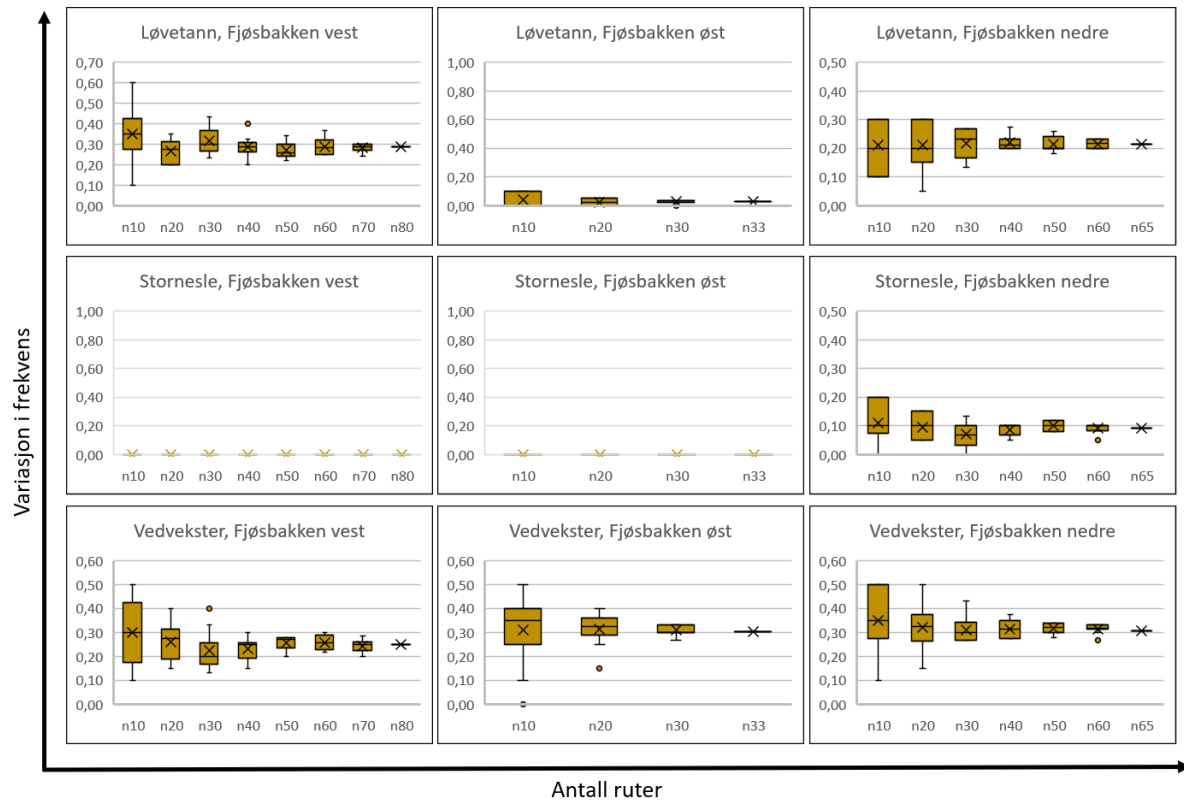 Variasjon i frekvens
Løvetann, Fjøsbakken vest
0,70
0,60
0,50
0,40
0,30
0,20
0,10
0,00
n10 n20 n30 n40 n50 n60 n70 n80
Løvetann, Fjøsbakken øst
1,00
0,80
0,60
0,40
0,20
0,00
n10 n20 n30 n33
Løvetann, Fjøsbakken nedre
0,50
0,40
0,30
0,20
0,10
0,00
n10 n20 n30 n40 n50 n60 n65
Stornesle, Fjøsbakken vest
1,00
0,80
0,60
0,40
0,20
0,00
n10 n20 n30 n40 n50 n60 n70 n80
Stornesle, Fjøsbakken øst
1,00
0,80
0,60
0,40
0,20
0,00
n10 n20 n30 n33
Stornesle, Fjøsbakken nedre
0,50
0,40
0,30
0,20
0,10
0,00
n10 n20 n30 n40 n50 n60 n65
Vedvekster, Fjøsbakken vest
0,60
0,50
0,40
0,30
0,20
0,10
0,00
n10 n20 n30 n40 n50 n60 n70 n80
Vedvekster, Fjøsbakken øst
0,60
0,50
0,40
0,30
0,20
0,10
0,00
n10 n20 n30 n33
Vedvekster, Fjøsbakken nedre
0,60
0,50
0,40
0,30
0,20
0,10
0,00
n10 n20 n30 n40 n50 n60 n65
Antall ruter